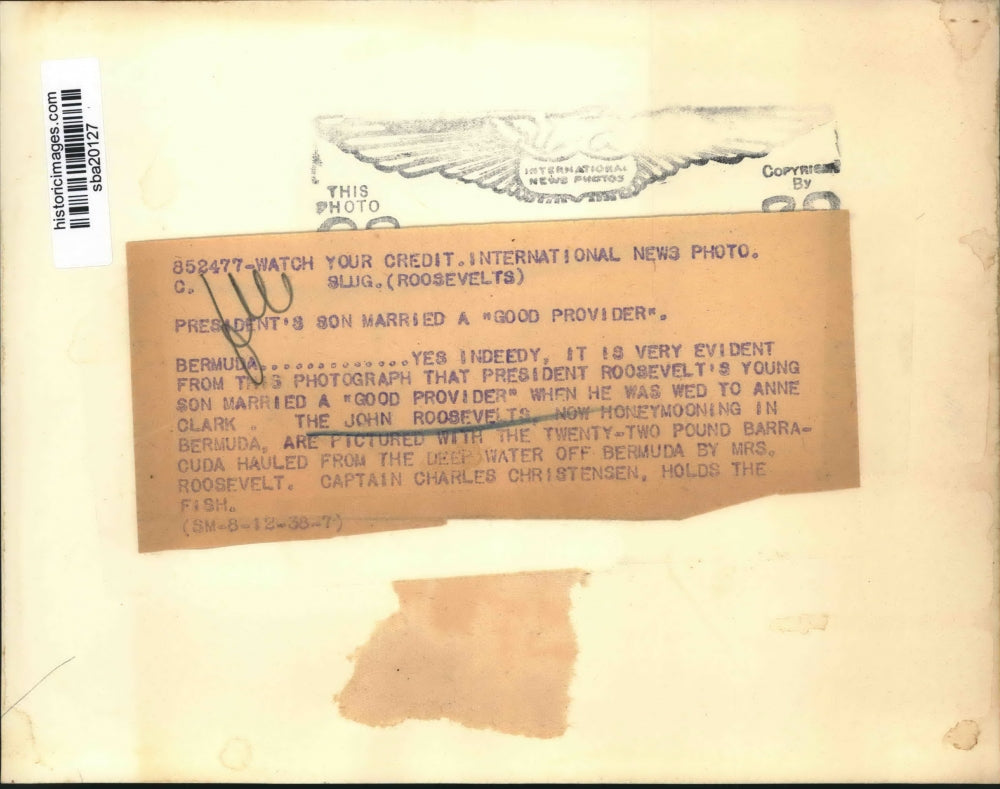 historicimages.com
sba20127
INTERNATIONAL
NEWS PHOTOS
THIS
PHOTO
COPYRIGHT
By
852477-WATCH YOUR CREDIT.INTERNATIONAL NEWS PHOTO.
C. SLUG.(ROOSEVELTS)
PRESIDENT'S SON MARRIED A "GOOD PROVIDER".
BERMUDA.............YES INDEEDY, IT IS VERY EVIDENT
FROM THIS PHOTOGRAPH THAT PRESIDENT ROOSEVELT'S YOUNG
SON MARRIED A "GOOD PROVIDER" WHEN HE WAS WED TO ANNE
CLARK . THE JOHN ROOSEVELTS, NOW HONEYMOONING IN
BERMUDA, ARE PICTURED WITH THE TWENTY-TWO POUND BARRA-
CUDA HAULED FROM THE DEEP WATER OFF BERMUDA BY MRS.
ROOSEVELT. CAPTAIN CHARLES CHRISTENSEN, HOLDS THE
FISH.
(SM-8-12-38-7)